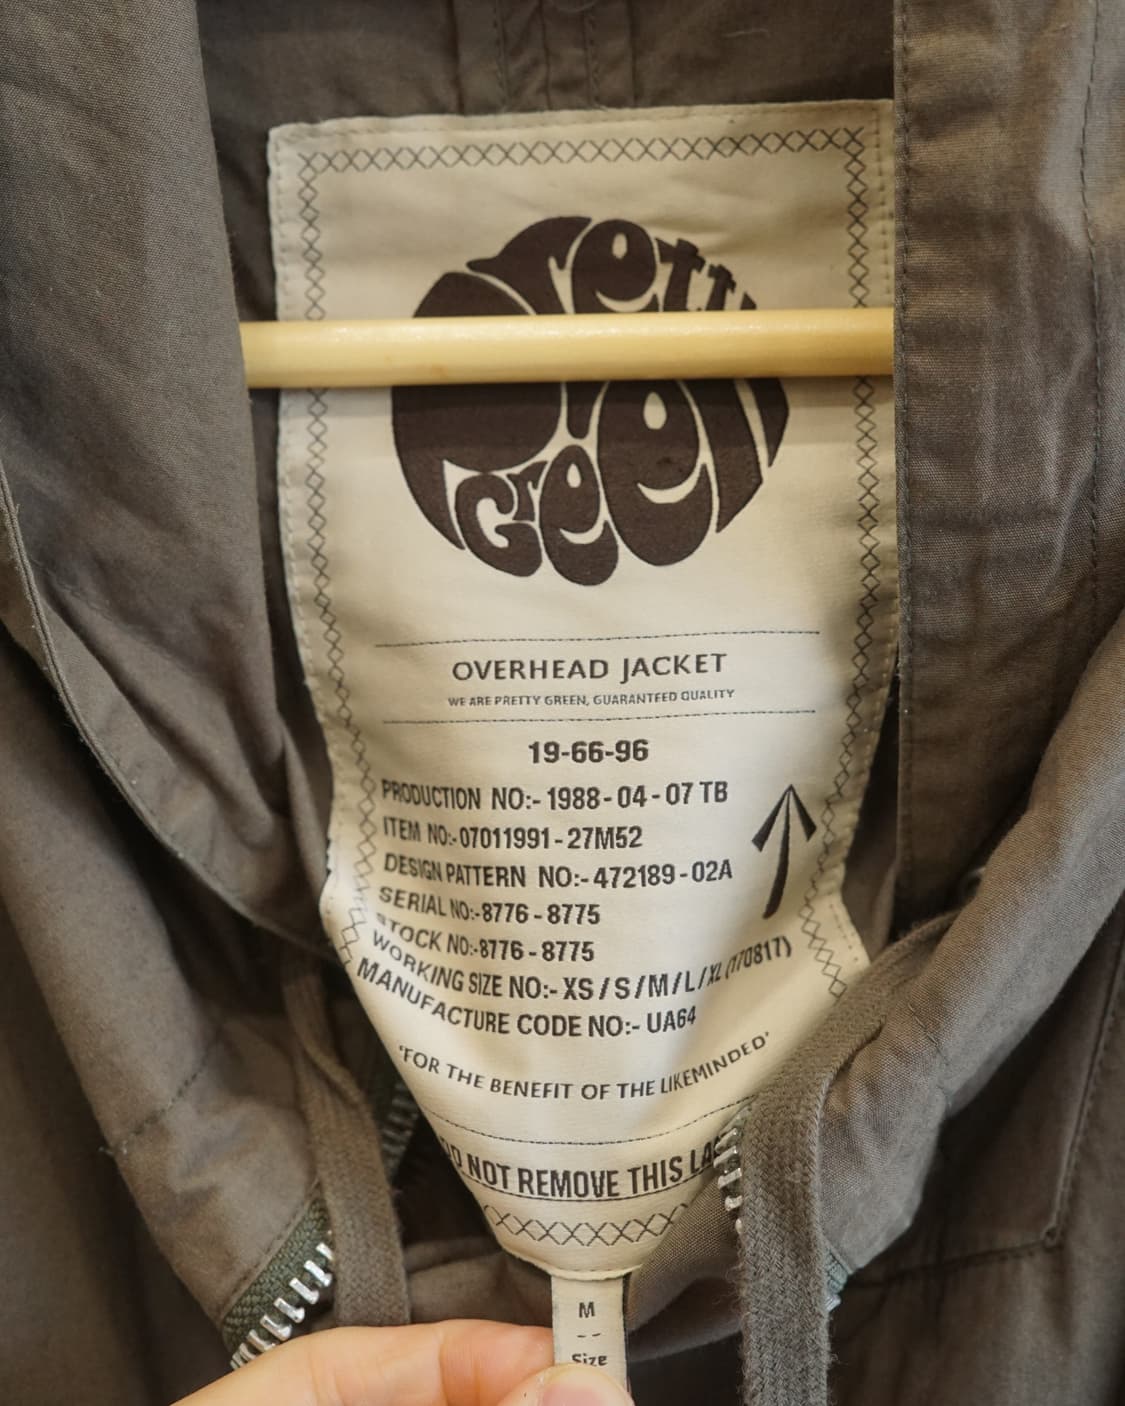 Pretty
Green
OVERHEAD JACKET
WE ARE PRETTY GREEN, GUARANTEED QUALITY
19-66-96
PRODUCTION NO:- 1988 - 04 - 07 TB
ITEM NO:- 07011991 - 27M52
DESIGN PATTERN NO:- 472189 - 02A
SERIAL NO:-8776 - 8775
STOCK NO:-8776 - 8775
WORKING SIZE NO:- XS / S / M / L / XL (170817)
MANUFACTURE CODE NO:- UA64
'FOR THE BENEFIT OF THE LIKEMINDED'
DO NOT REMOVE THIS LA
M
--
Size